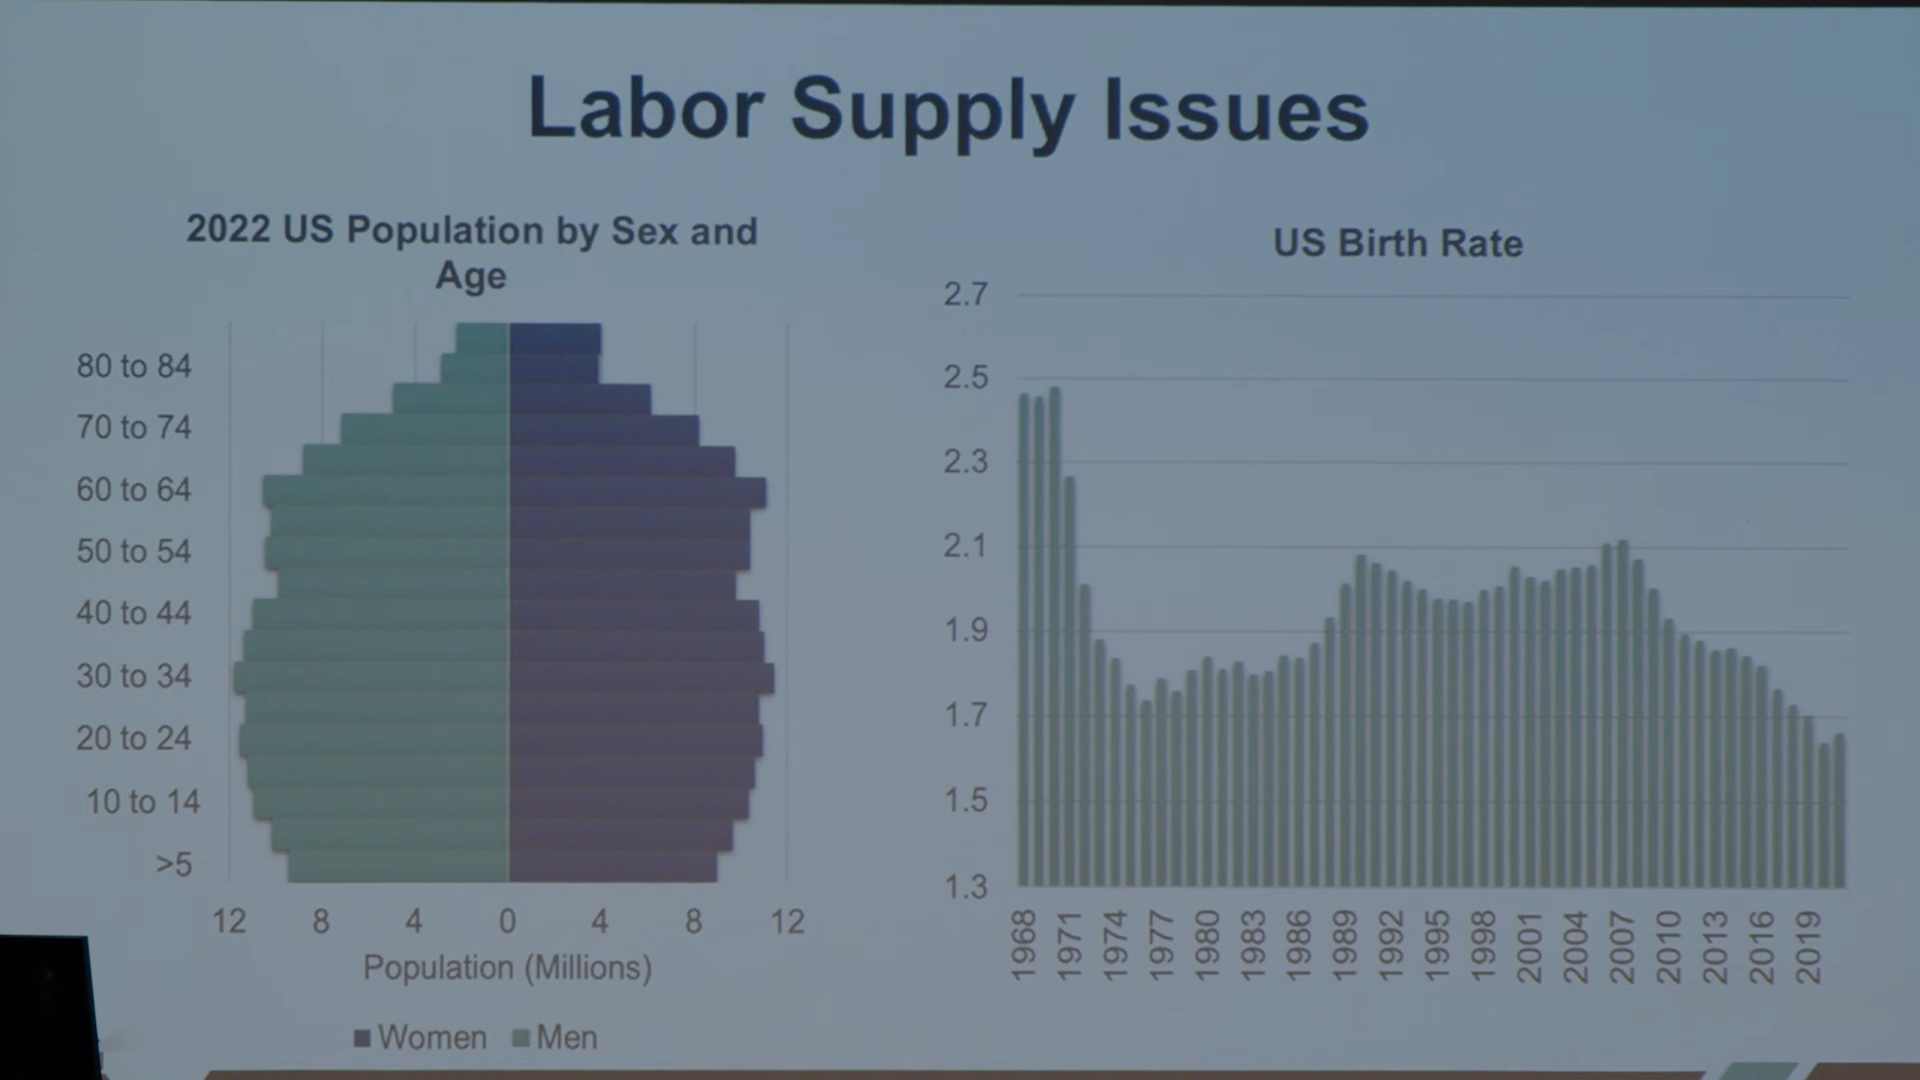 Labor Supply Issues
2022 US Population by Sex and
Age
80 to 84
70 to 74
60 to 64
50 to 54
40 to 44
30 to 34
20 to 24
10 to 14
>5
12 8 4 0 4 8 12
Population (Millions)
Women Men
US Birth Rate
2.7
2.5
2.3
2.1
1.9
1.7
1.5
1.3
1968 1971 1974 1977 1980 1983 1986 1989 1992 1995 1998 2001 2004 2007 2010 2013 2016 2019